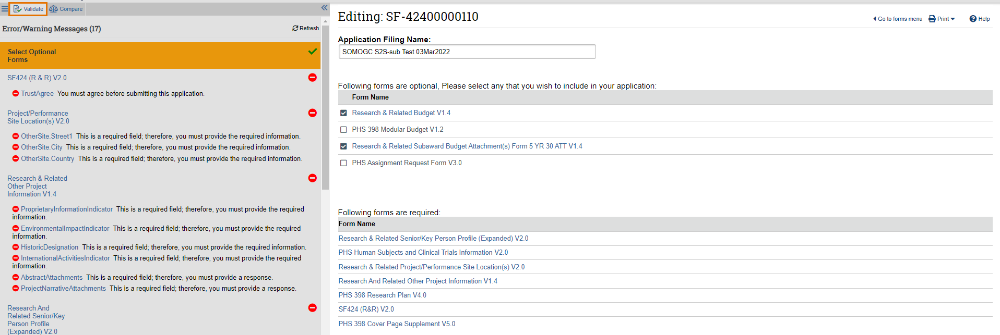 Validate Compare
Error/Warning Messages (17) Refresh
Select Optional
Forms
SF424 (R & R) V2.0
TrustAgree You must agree before submitting this application.
Project/Performance
Site Location(s) V2.0
OtherSite.Street1 This is a required field; therefore, you must provide the required information.
OtherSite.City This is a required field; therefore, you must provide the required information.
OtherSite.Country This is a required field; therefore, you must provide the required information.
Research & Related
Other Project
Information V1.4
ProprietaryInformationIndicator This is a required field; therefore, you must provide the required
information.
EnvironmentalImpactIndicator This is a required field; therefore, you must provide the required
information.
HistoricDesignation This is a required field; therefore, you must provide the required information.
InternationalActivitiesIndicator This is a required field; therefore, you must provide the required
information.
AbstractAttachments This is a required field; therefore, you must provide a response.
ProjectNarrativeAttachments This is a required field; therefore, you must provide a response.
Research And
Related Senior/Key
Person Profile
(Expanded) V2.0
Editing: SF-42400000110
Go to forms menu Print Help
Application Filing Name:
SOMOGC S2S-sub Test 03Mar2022
Following forms are optional, Please select any that you wish to include in your application:
Form Name
Research & Related Budget V1.4
PHS 398 Modular Budget V1.2
Research & Related Subaward Budget Attachment(s) Form 5 YR 30 ATT V1.4
PHS Assignment Request Form V3.0
Following forms are required:
Form Name
Research & Related Senior/Key Person Profile (Expanded) V2.0
PHS Human Subjects and Clinical Trials Information V2.0
Research & Related Project/Performance Site Location(s) V2.0
Research And Related Other Project Information V1.4
PHS 398 Research Plan V4.0
SF424 (R&R) V2.0
PHS 398 Cover Page Supplement V5.0